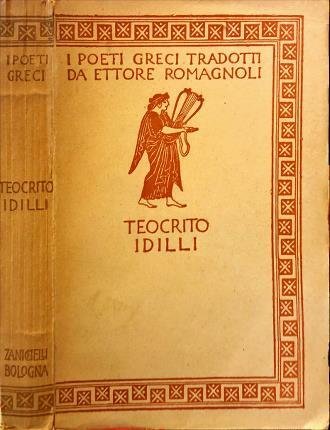 I POETI
GRECI
TEOCRITO
IDILLI
ZANICHELLI
BOLOGNA
I POETI GRECI TRADOTTI
DA ETTORE ROMAGNOLI
TEOCRITO
IDILLI